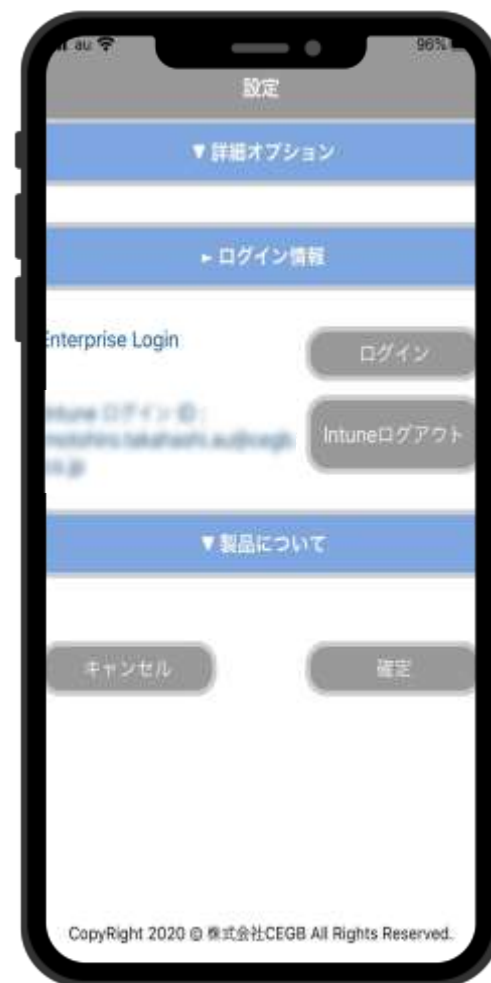 au 96%
設定
▼詳細オプション
► ログイン情報
Enterprise Login
ログイン
Intuneログアウト
▼製品について
キャンセル
確定
CopyRight 2020 @ 株式会社CEGB All Rights Reserved.